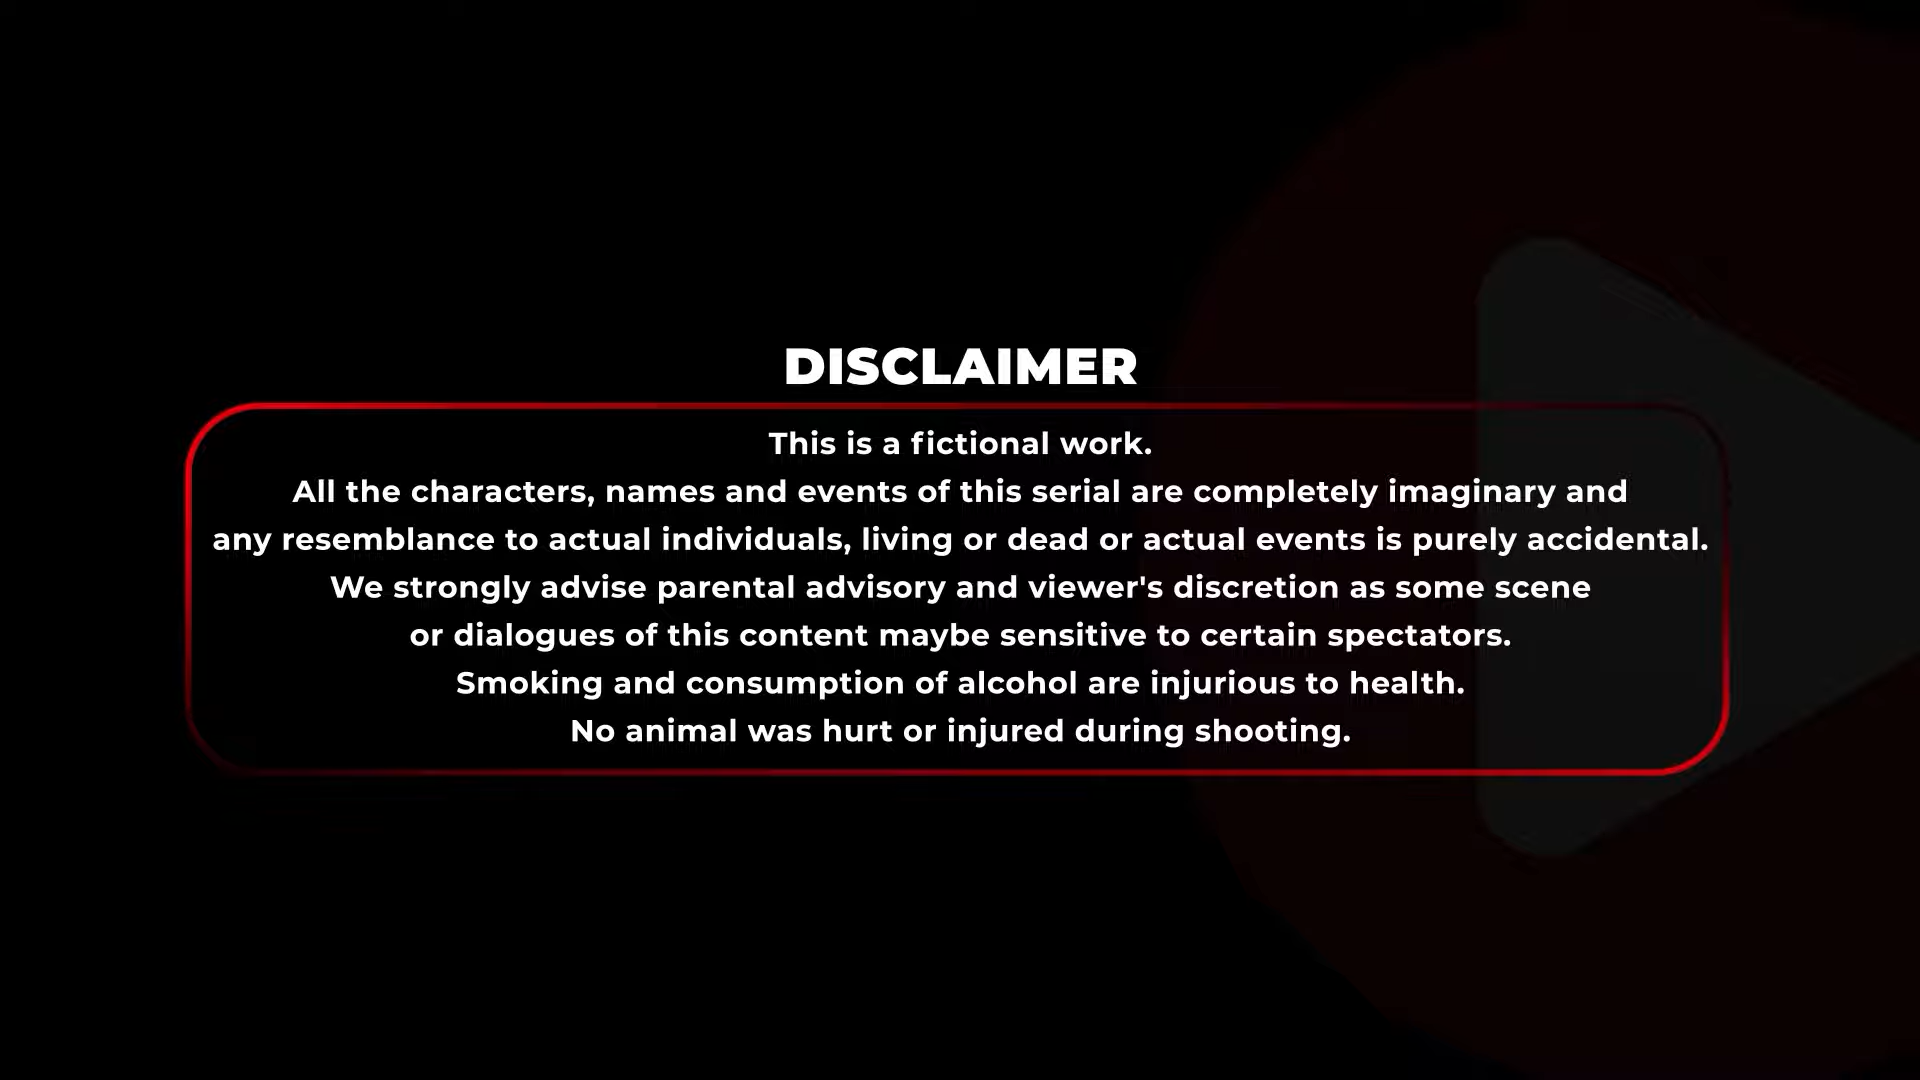 DISCLAIMER
This is a fictional work.
All the characters, names and events of this serial are completely imaginary and
any resemblance to actual individuals, living or dead or actual events is purely accidental.
We strongly advise parental advisory and viewer's discretion as some scene
or dialogues of this content maybe sensitive to certain spectators.
Smoking and consumption of alcohol are injurious to health.
No animal was hurt or injured during shooting.